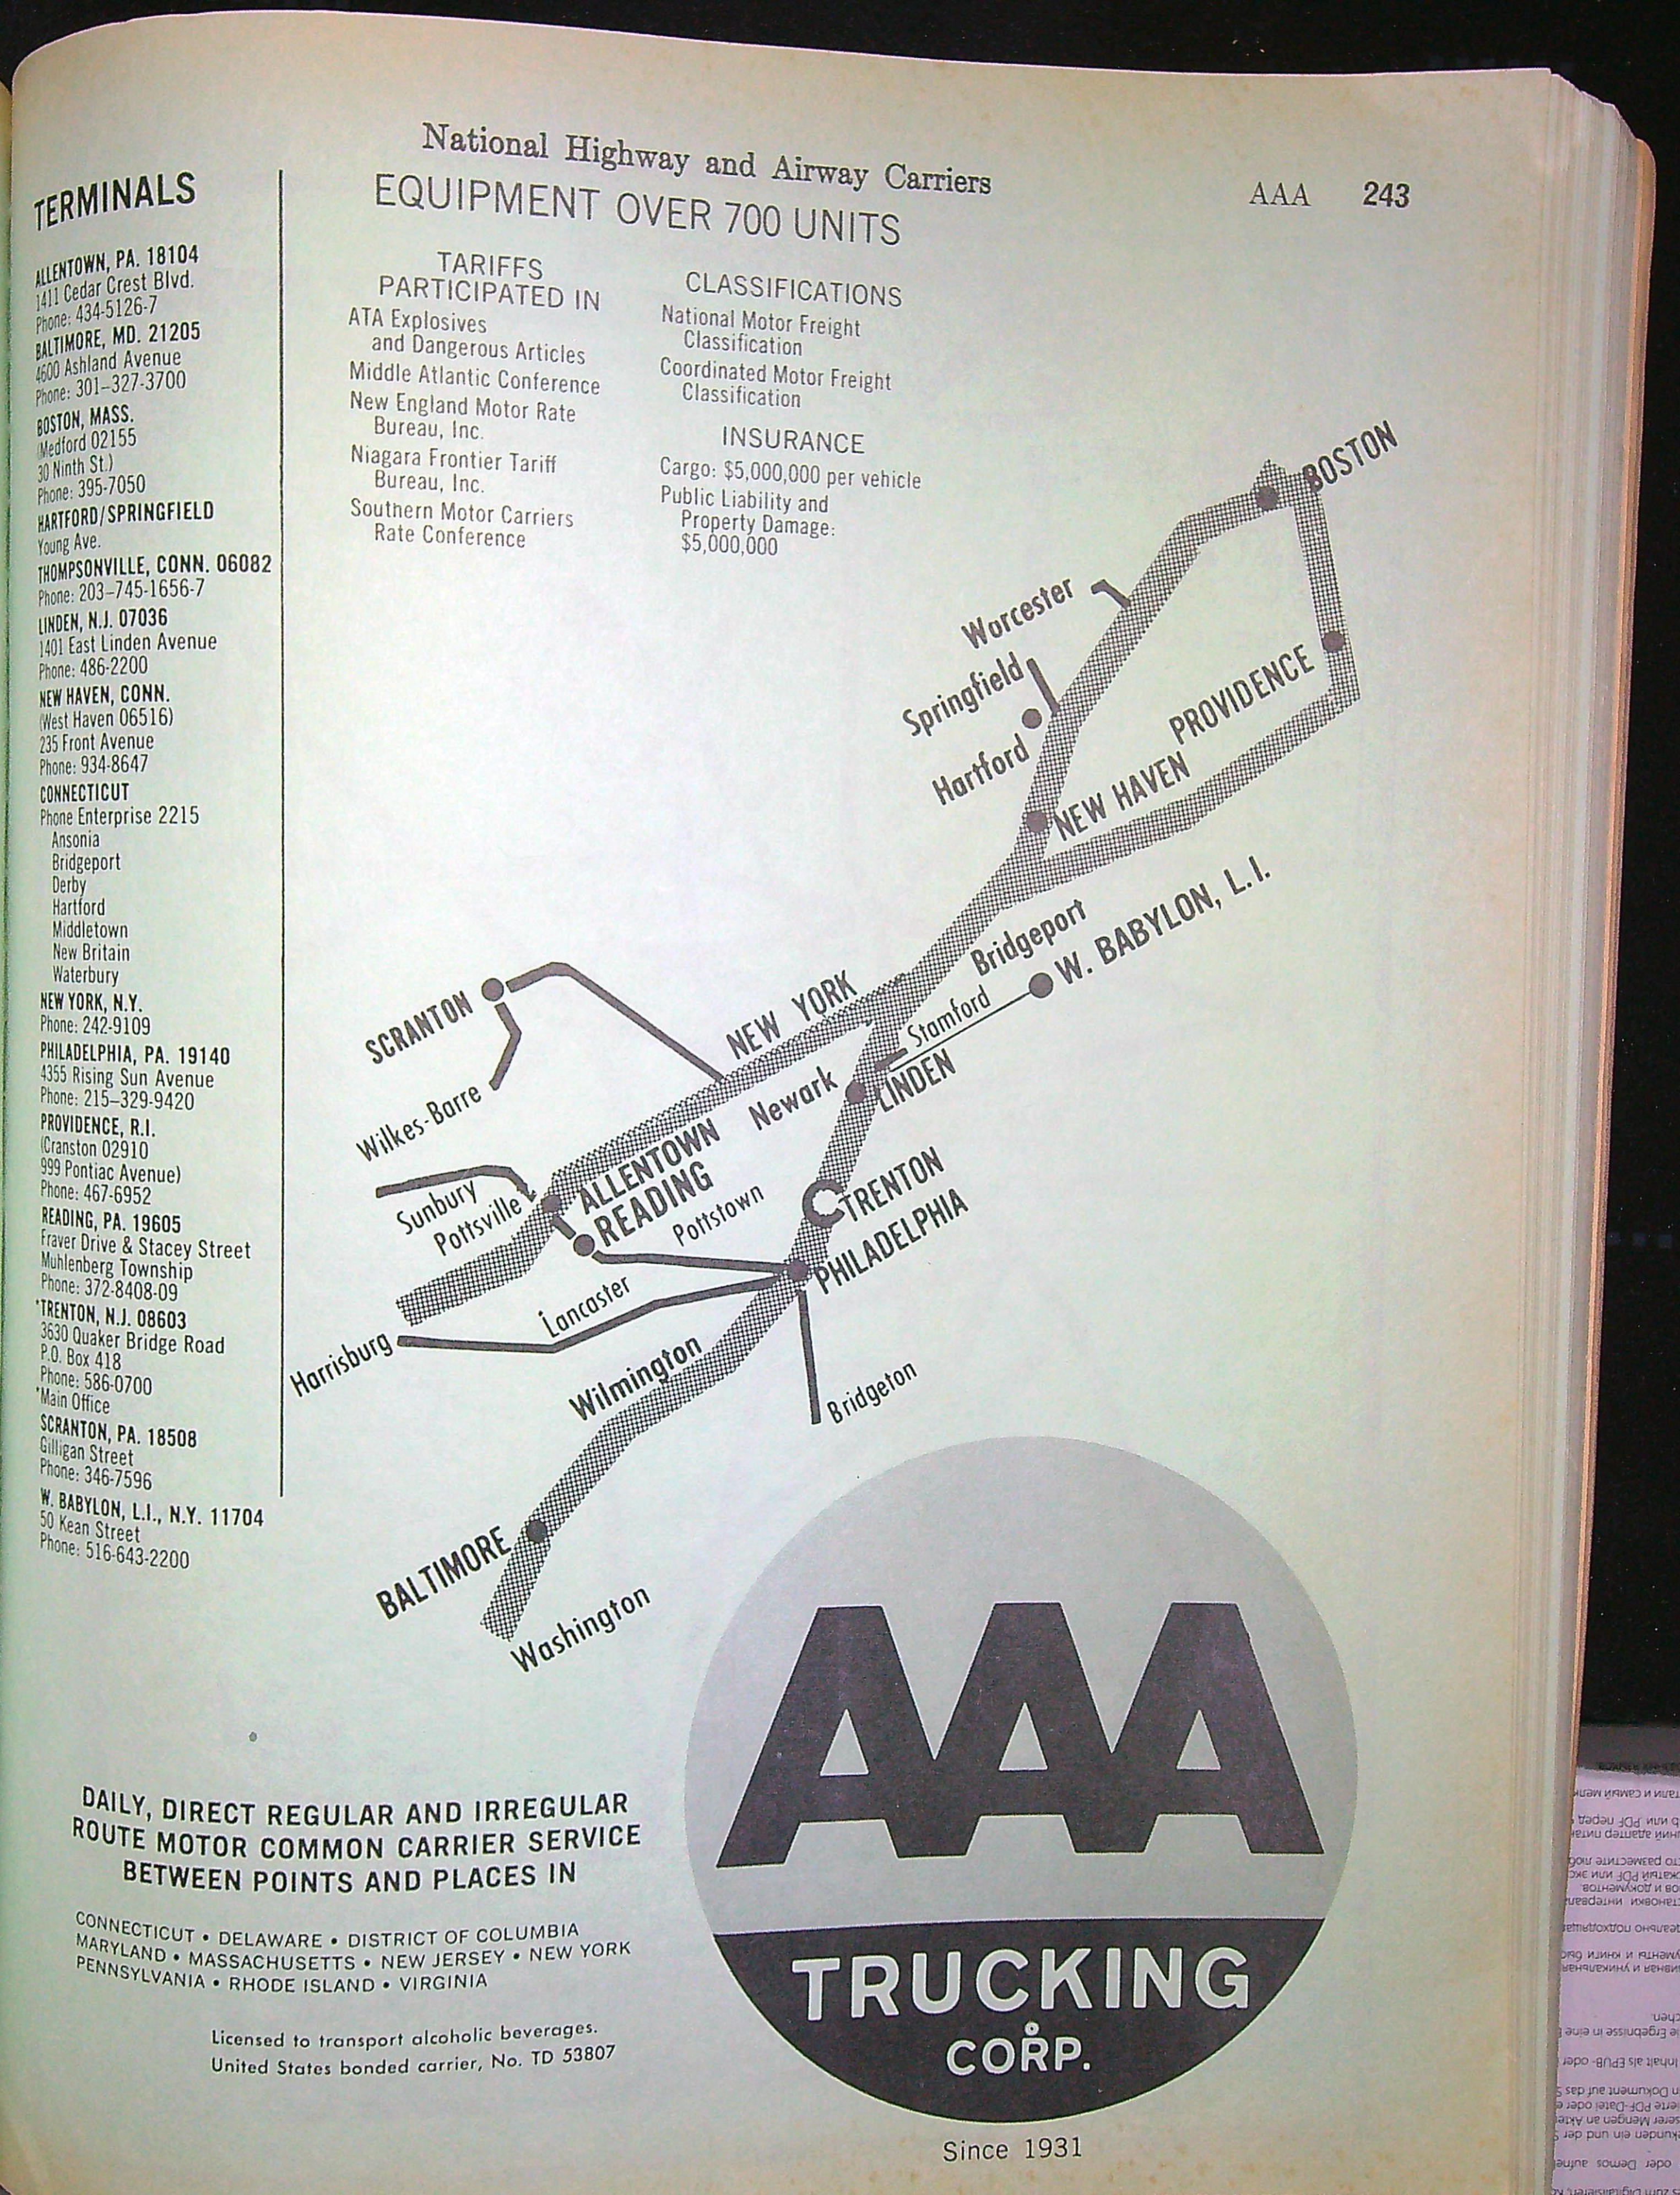 National Highway and Airway Carriers
AAA 243
TERMINALS
ALLENTOWN, PA. 18104
1411 Cedar Crest Blvd.
Phone: 434-5126-7
BALTIMORE, MD. 21205
4600 Ashland Avenue
Phone: 301-327-3700
BOSTON, MASS.
(Medford 02155
30 Ninth St.)
Phone: 395-7050
HARTFORD/SPRINGFIELD
Young Ave.
THOMPSONVILLE, CONN. 06082
Phone: 203-745-1656-7
LINDEN, N.J. 07036
1401 East Linden Avenue
Phone: 486-2200
NEW HAVEN, CONN.
(West Haven 06516)
235 Front Avenue
Phone: 934-8647
CONNECTICUT
Phone Enterprise 2215
Ansonia
Bridgeport
Derby
Hartford
Middletown
New Britain
Waterbury
NEW YORK, N.Y.
Phone: 242-9109
PHILADELPHIA, PA. 19140
4355 Rising Sun Avenue
Phone: 215-329-9420
PROVIDENCE, R.I.
(Cranston 02910
999 Pontiac Avenue)
Phone: 467-6952
READING, PA. 19605
Fraver Drive & Stacey Street
Muhlenberg Township
Phone: 372-8408-09
*TRENTON, N.J. 08603
3630 Quaker Bridge Road
P.O. Box 418
Phone: 586-0700
*Main Office
SCRANTON, PA. 18508
Gilligan Street
Phone: 346-7596
W. BABYLON, L.I., N.Y. 11704
50 Kean Street
Phone: 516-643-2200
EQUIPMENT OVER 700 UNITS
TARIFFS
PARTICIPATED IN
ATA Explosives
and Dangerous Articles
Middle Atlantic Conference
New England Motor Rate
Bureau, Inc.
Niagara Frontier Tariff
Bureau, Inc.
Southern Motor Carriers
Rate Conference
CLASSIFICATIONS
National Motor Freight
Classification
Coordinated Motor Freight
Classification
INSURANCE
Cargo: $5,000,000 per vehicle
Public Liability and
Property Damage:
$5,000,000
BOSTON
Worcester
Springfield
Hartford
PROVIDENCE
NEW HAVEN
Bridgeport
W. BABYLON, L.I.
Stamford
SCRANTON
NEW YORK
Newark
LINDEN
Wilkes-Barre
Sunbury
Pottsville
ALLENTOWN
READING
Pottstown
TRENTON
PHILADELPHIA
Lancaster
Harrisburg
Wilmington
Bridgeton
BALTIMORE
Washington
DAILY, DIRECT REGULAR AND IRREGULAR
ROUTE MOTOR COMMON CARRIER SERVICE
BETWEEN POINTS AND PLACES IN
CONNECTICUT • DELAWARE • DISTRICT OF COLUMBIA
MARYLAND • MASSACHUSETTS • NEW JERSEY • NEW YORK
PENNSYLVANIA • RHODE ISLAND • VIRGINIA
Licensed to transport alcoholic beverages.
United States bonded carrier, No. TD 53807
AAA
TRUCKING
CORP.
Since 1931